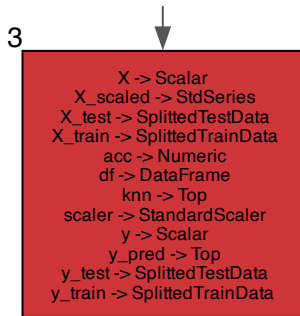 3
X -> Scalar
X_scaled -> StdSeries
X_test -> SplittedTestData
X_train -> SplittedTrainData
acc -> Numeric
df -> DataFrame
knn -> Top
scaler -> StandardScaler
y -> Scalar
y_pred -> Top
y_test -> SplittedTestData
y_train -> SplittedTrainData